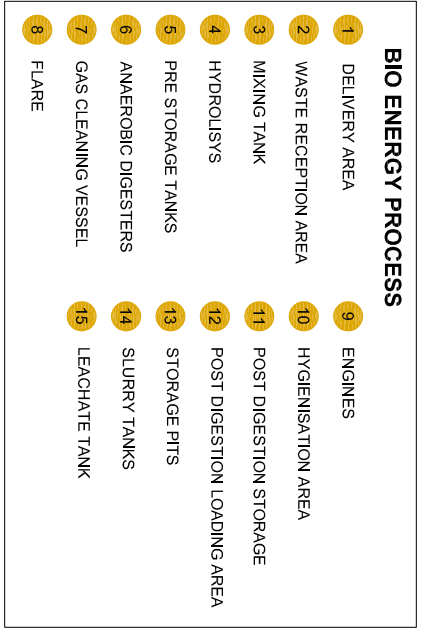 BIO ENERGY PROCESS
1 DELIVERY AREA
2 WASTE RECEPTION AREA
3 MIXING TANK
4 HYDROLISYS
5 PRE STORAGE TANKS
6 ANAEROBIC DIGESTERS
7 GAS CLEANING VESSEL
8 FLARE
9 ENGINES
10 HYGIENISATION AREA
11 POST DIGESTION STORAGE
12 POST DIGESTION LOADING AREA
13 STORAGE PITS
14 SLURRY TANKS
15 LEACHATE TANK